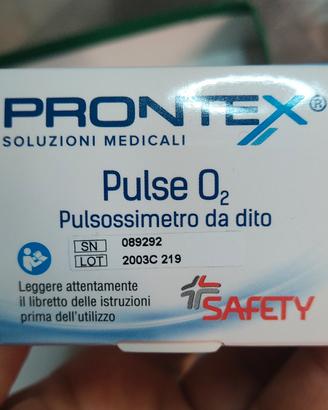 PRONTEX®
SOLUZIONI MEDICALI
Pulse O₂
Pulsossimetro da dito
SN 089292
LOT 2003C 219
Leggere attentamente
il libretto delle istruzioni
prima dell'utilizzo
SAFETY